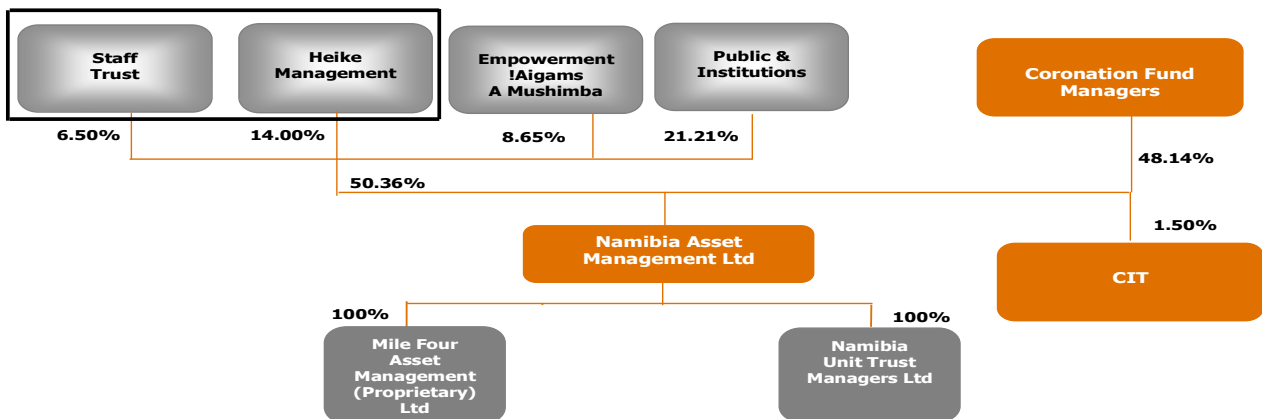 Staff
Trust
Heike
Management
Empowerment
!Aigams
A Mushimba
Public &
Institutions
Coronation Fund
Managers
6.50%
14.00%
8.65%
21.21%
48.14%
50.36%
1.50%
Namibia Asset
Management Ltd
CIT
100%
100%
Mile Four
Asset
Management
(Proprietary)
Ltd
Namibia
Unit Trust
Managers Ltd